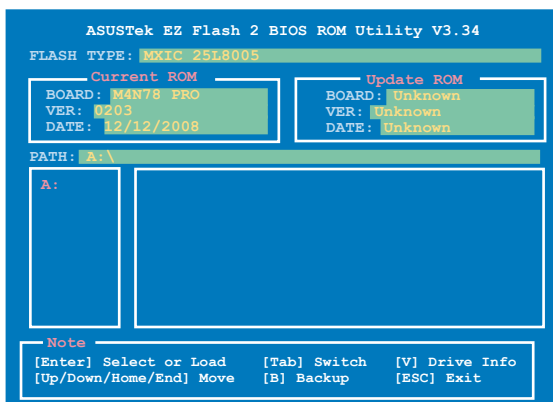 ASUSTek EZ Flash 2 BIOS ROM Utility V3.34
FLASH TYPE: MXIC 25L8005
Current ROM
BOARD: M4N78 PRO
VER: 0203
DATE: 12/12/2008
Update ROM
BOARD: Unknown
VER: Unknown
DATE: Unknown
PATH: A:\
A:
Note
[Enter] Select or Load [Tab] Switch [V] Drive Info
[Up/Down/Home/End] Move [B] Backup [ESC] Exit